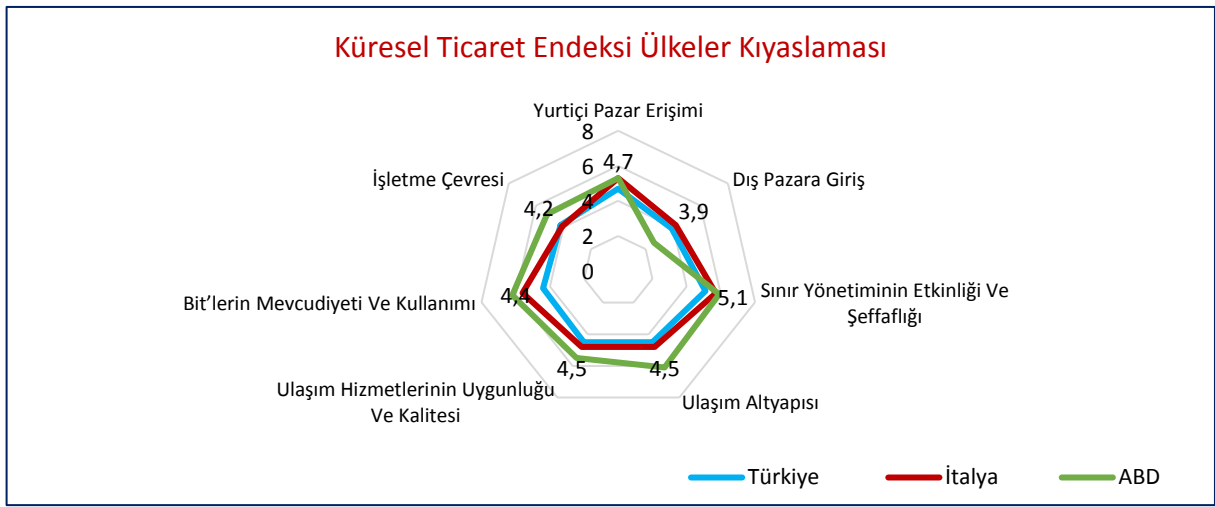 Küresel Ticaret Endeksi Ülkeler Kıyaslaması
Yurtiçi Pazar Erişimi
8
6
4,7
4
2
0
İşletme Çevresi
Dış Pazara Giriş
4,2
3,9
Bit’lerin Mevcudiyeti Ve Kullanımı
4,4
5,1
Sınır Yönetiminin Etkinliği Ve
Şeffaflığı
Ulaşım Hizmetlerinin Uygunluğu
Ve Kalitesi
4,5
4,5
Ulaşım Altyapısı
Türkiye
İtalya
ABD